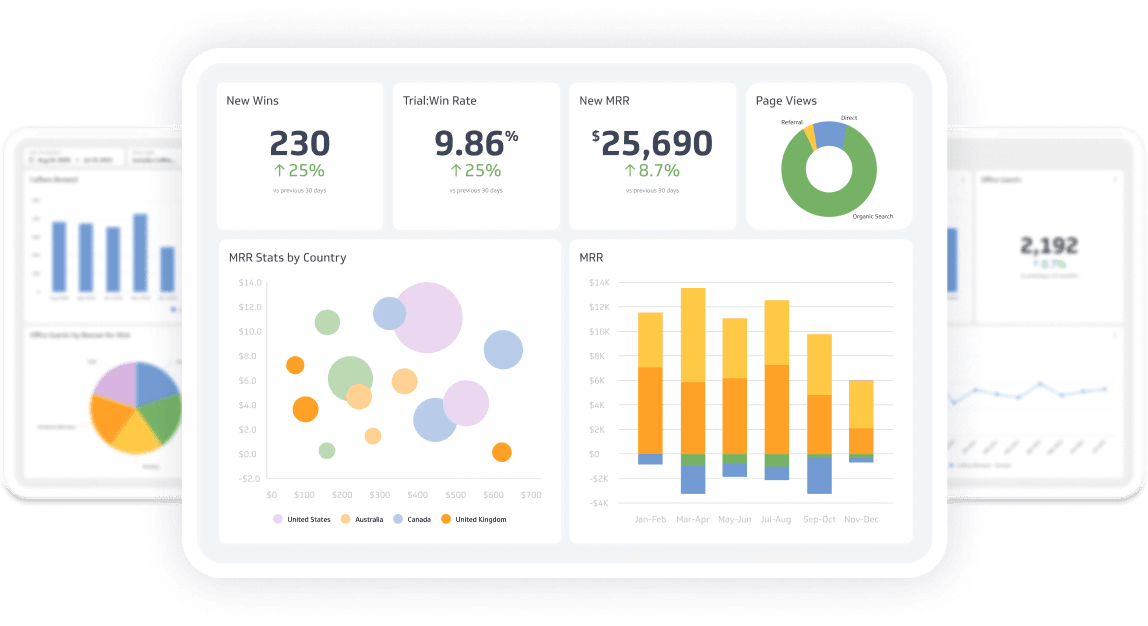 New Wins
230
↑25%
vs previous 30 days
Trial:Win Rate
9.86%
↑25%
vs previous 30 days
New MRR
$25,690
↑8.7%
vs previous 30 days
Page Views
Referral
Direct
Organic Search
MRR Stats by Country
$14.0
$12.0
$10.0
$8.0
$6.0
$4.0
$2.0
$0.0
-$2.0
$0 $100 $200 $300 $400 $500 $600 $700
United States Australia Canada United Kingdom
MRR
$14K
$12K
$10K
$8K
$6K
$4K
$2K
$0
-$2K
-$4K
Jan-Feb Mar-Apr May-Jun Jul-Aug Sep-Oct Nov-Dec
2,192